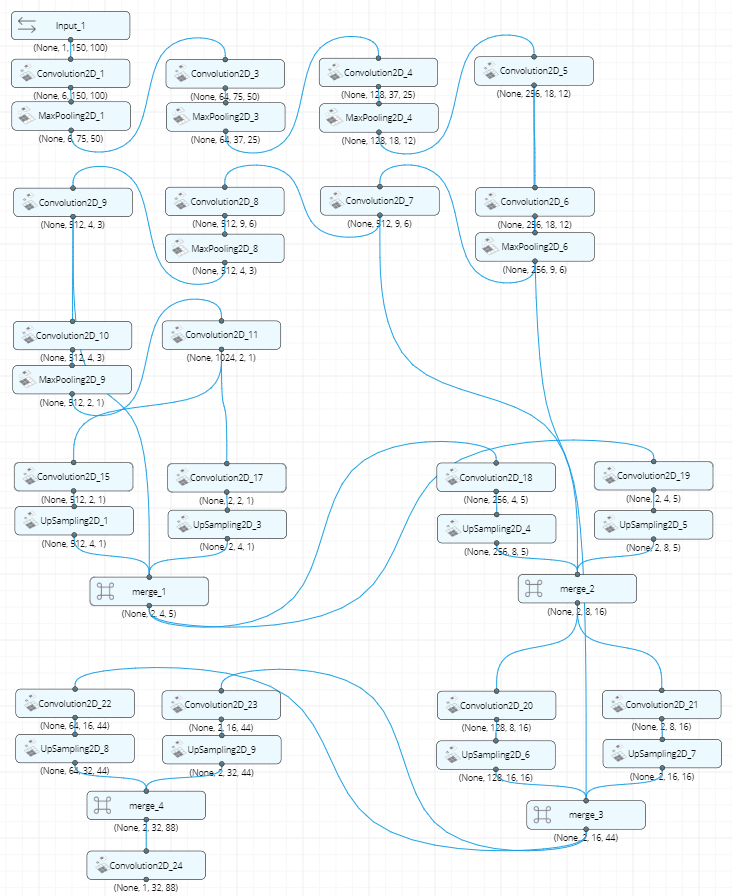 Input_1
(None, 1, 150, 100)
Convolution2D_1
(None, 6, 150, 100)
MaxPooling2D_1
(None, 6, 75, 50)
Convolution2D_3
(None, 64, 75, 50)
MaxPooling2D_3
(None, 64, 37, 25)
Convolution2D_4
(None, 128, 37, 25)
MaxPooling2D_4
(None, 128, 18, 12)
Convolution2D_5
(None, 256, 18, 12)
Convolution2D_9
(None, 512, 4, 3)
Convolution2D_8
(None, 512, 9, 6)
MaxPooling2D_8
(None, 512, 4, 3)
Convolution2D_7
(None, 512, 9, 6)
Convolution2D_6
(None, 256, 18, 12)
MaxPooling2D_6
(None, 256, 9, 6)
Convolution2D_10
(None, 512, 4, 3)
MaxPooling2D_9
(None, 512, 2, 1)
Convolution2D_11
(None, 1024, 2, 1)
Convolution2D_15
(None, 512, 2, 1)
UpSampling2D_1
(None, 512, 4, 1)
Convolution2D_17
(None, 2, 2, 1)
UpSampling2D_3
(None, 2, 4, 1)
merge_1
(None, 2, 4, 5)
Convolution2D_18
(None, 256, 4, 5)
UpSampling2D_4
(None, 256, 8, 5)
Convolution2D_19
(None, 2, 4, 5)
UpSampling2D_5
(None, 2, 8, 5)
merge_2
(None, 2, 8, 16)
Convolution2D_22
(None, 64, 16, 44)
UpSampling2D_8
(None, 64, 32, 44)
Convolution2D_23
(None, 2, 16, 44)
UpSampling2D_9
(None, 2, 32, 44)
merge_4
(None, 2, 32, 88)
Convolution2D_24
(None, 1, 32, 88)
Convolution2D_20
(None, 128, 8, 16)
UpSampling2D_6
(None, 128, 16, 16)
Convolution2D_21
(None, 2, 8, 16)
UpSampling2D_7
(None, 2, 16, 16)
merge_3
(None, 2, 16, 44)